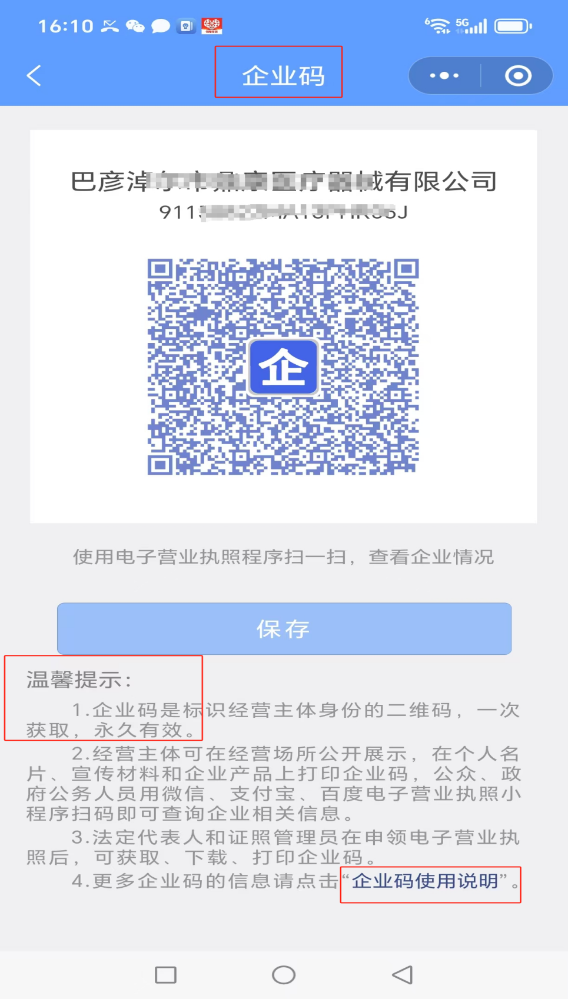 16:10
5G
企业码
巴彦淖 有限公司
911 J
企
使用电子营业执照程序扫一扫，查看企业情况
保存
温馨提示：
1.企业码是标识经营主体身份的二维码，一次
获取，永久有效。
2.经营主体可在经营场所公开展示，在个人名
片、宣传材料和企业产品上打印企业码，公众、政
府公务人员用微信、支付宝、百度电子营业执照小
程序扫码即可查询企业相关信息。
3.法定代表人和证照管理员在申领电子营业执
照后，可获取、下载、打印企业码。
4.更多企业码的信息请点击“企业码使用说明”。